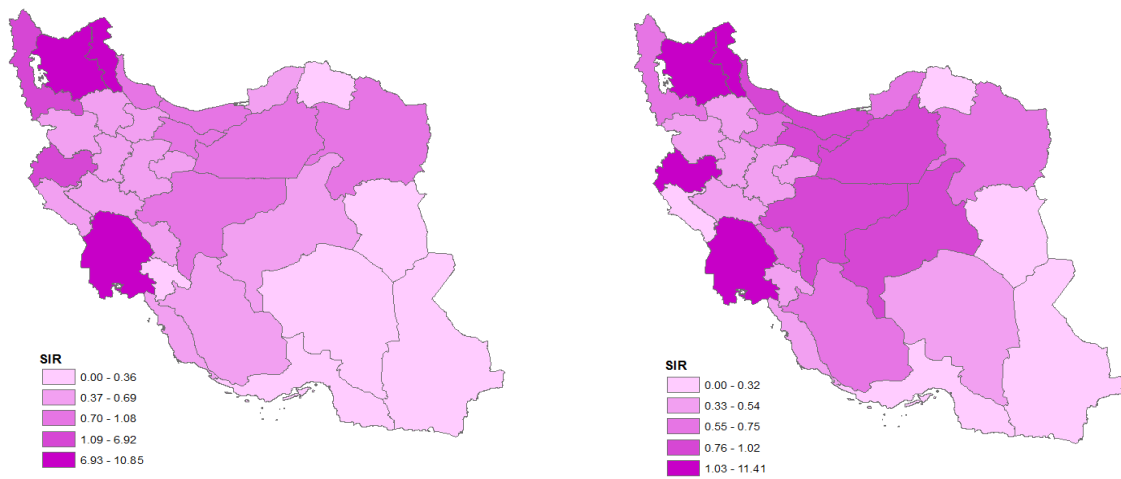 SIR
0.00 - 0.36
0.37 - 0.69
0.70 - 1.08
1.09 - 6.92
6.93 - 10.85
SIR
0.00 - 0.32
0.33 - 0.54
0.55 - 0.75
0.76 - 1.02
1.03 - 11.41